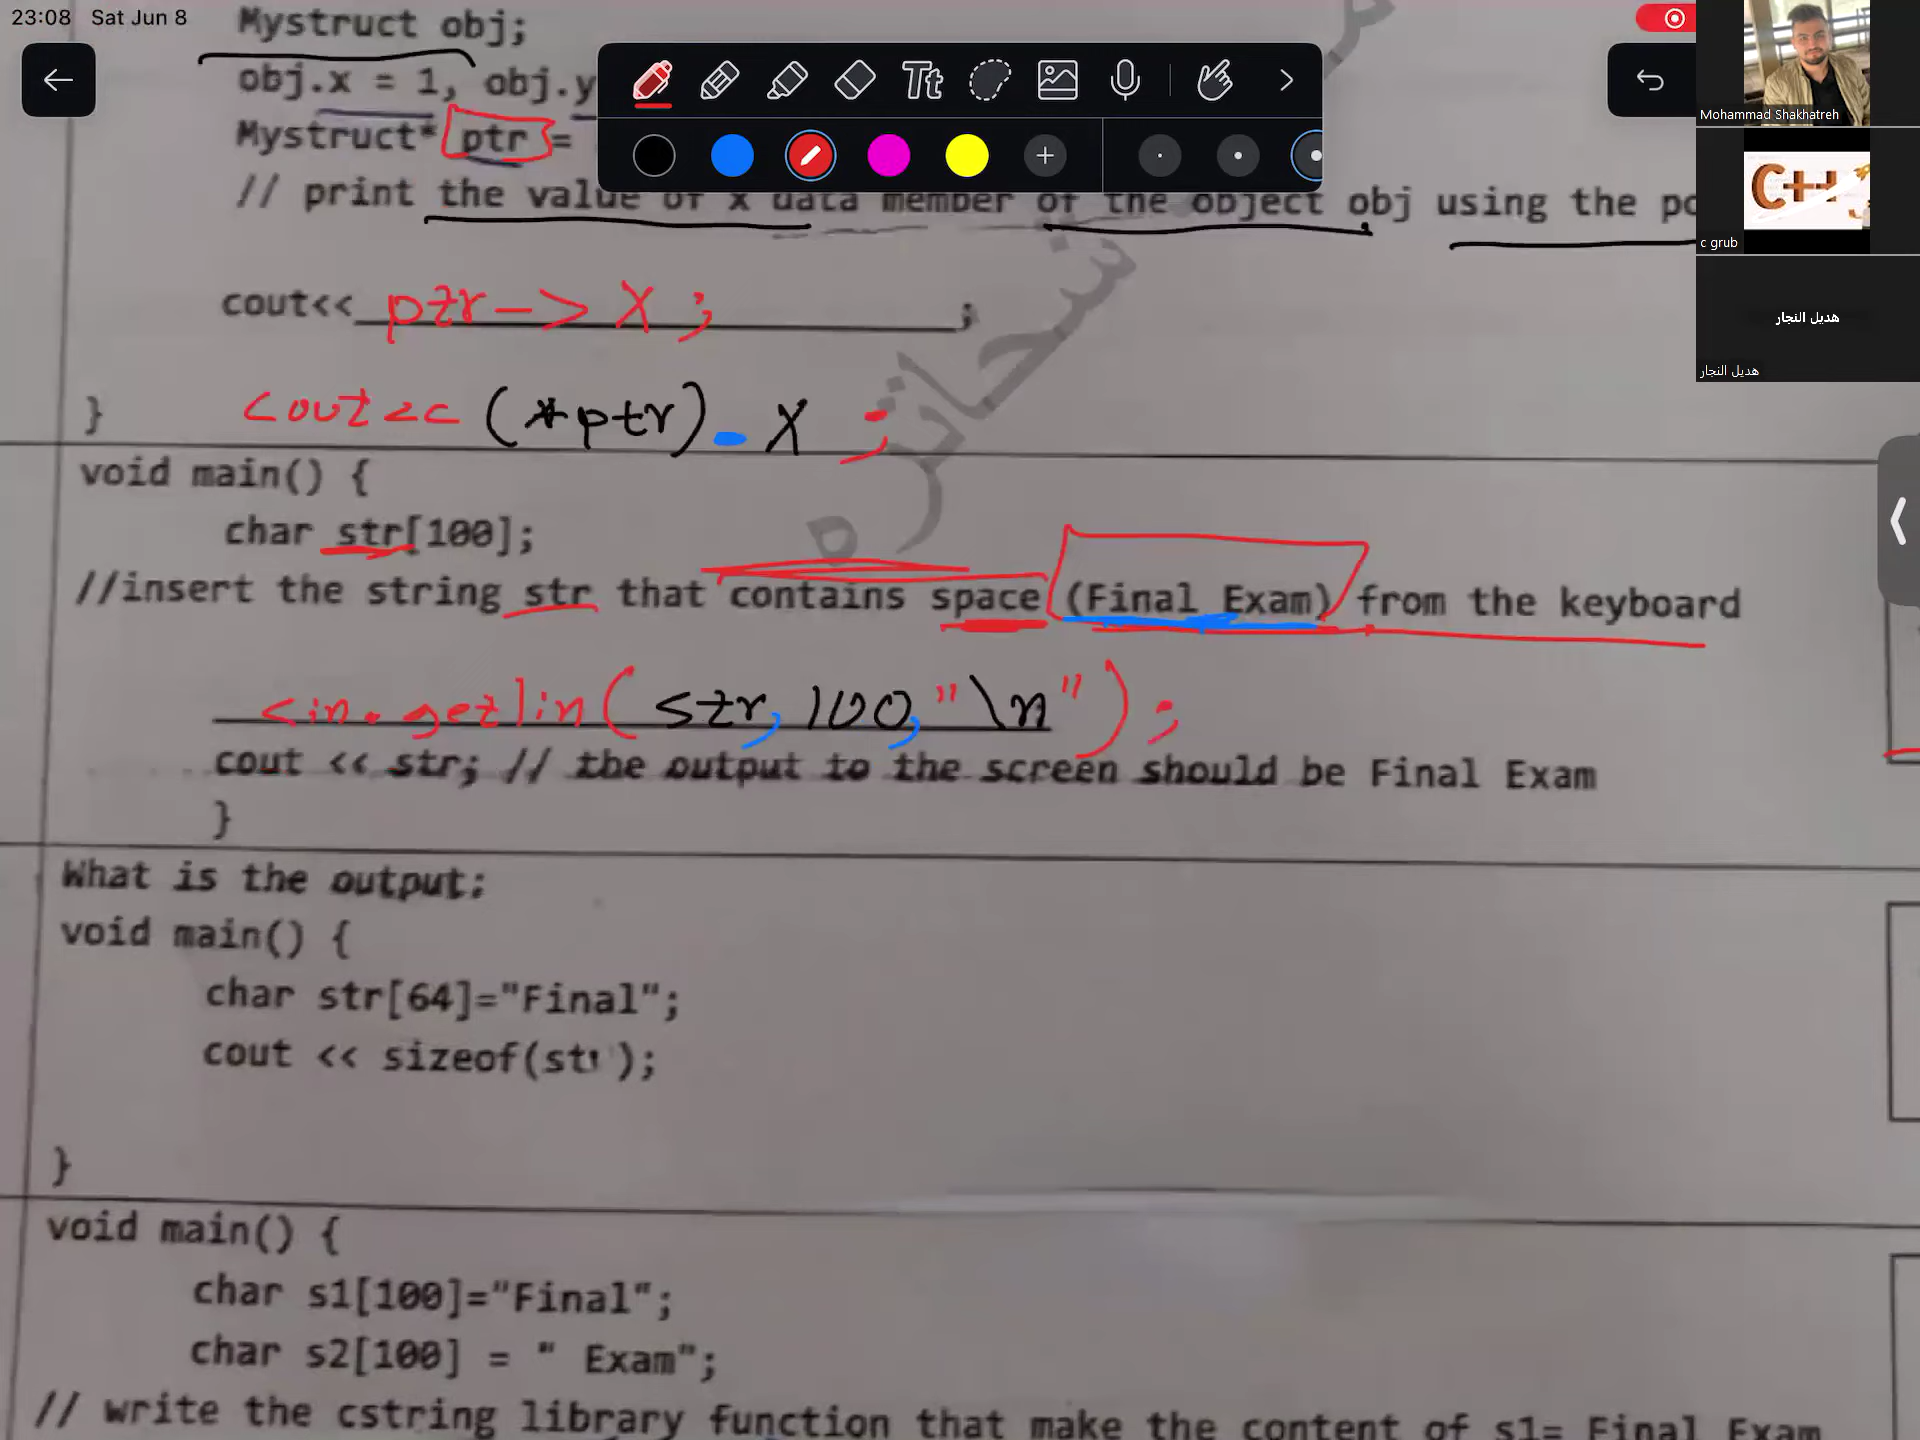 23:08 Sat Jun 8
Mystruct obj;
obj.x = 1, obj.y
Mystruct* ptr =
// print the value of x data member of the object obj using the po
cout<< ptr -> X ; ;
cout<< (*ptr) . X ;
}
void main() {
char str[100];
//insert the string str that contains space (Final Exam) from the keyboard
cin.getlin( str, 100, "\n" ) ;
cout << str; // the output to the screen should be Final Exam
}
What is the output:
void main() {
char str[64]="Final";
cout << sizeof(str);
}
void main() {
char s1[100]="Final";
char s2[100] = " Exam";
// write the cstring library function that make the content of s1= Final Exam
شحاتره
Tt
Mohammad Shakhatreh
C++
c grub
هديل النجار
هديل النجار